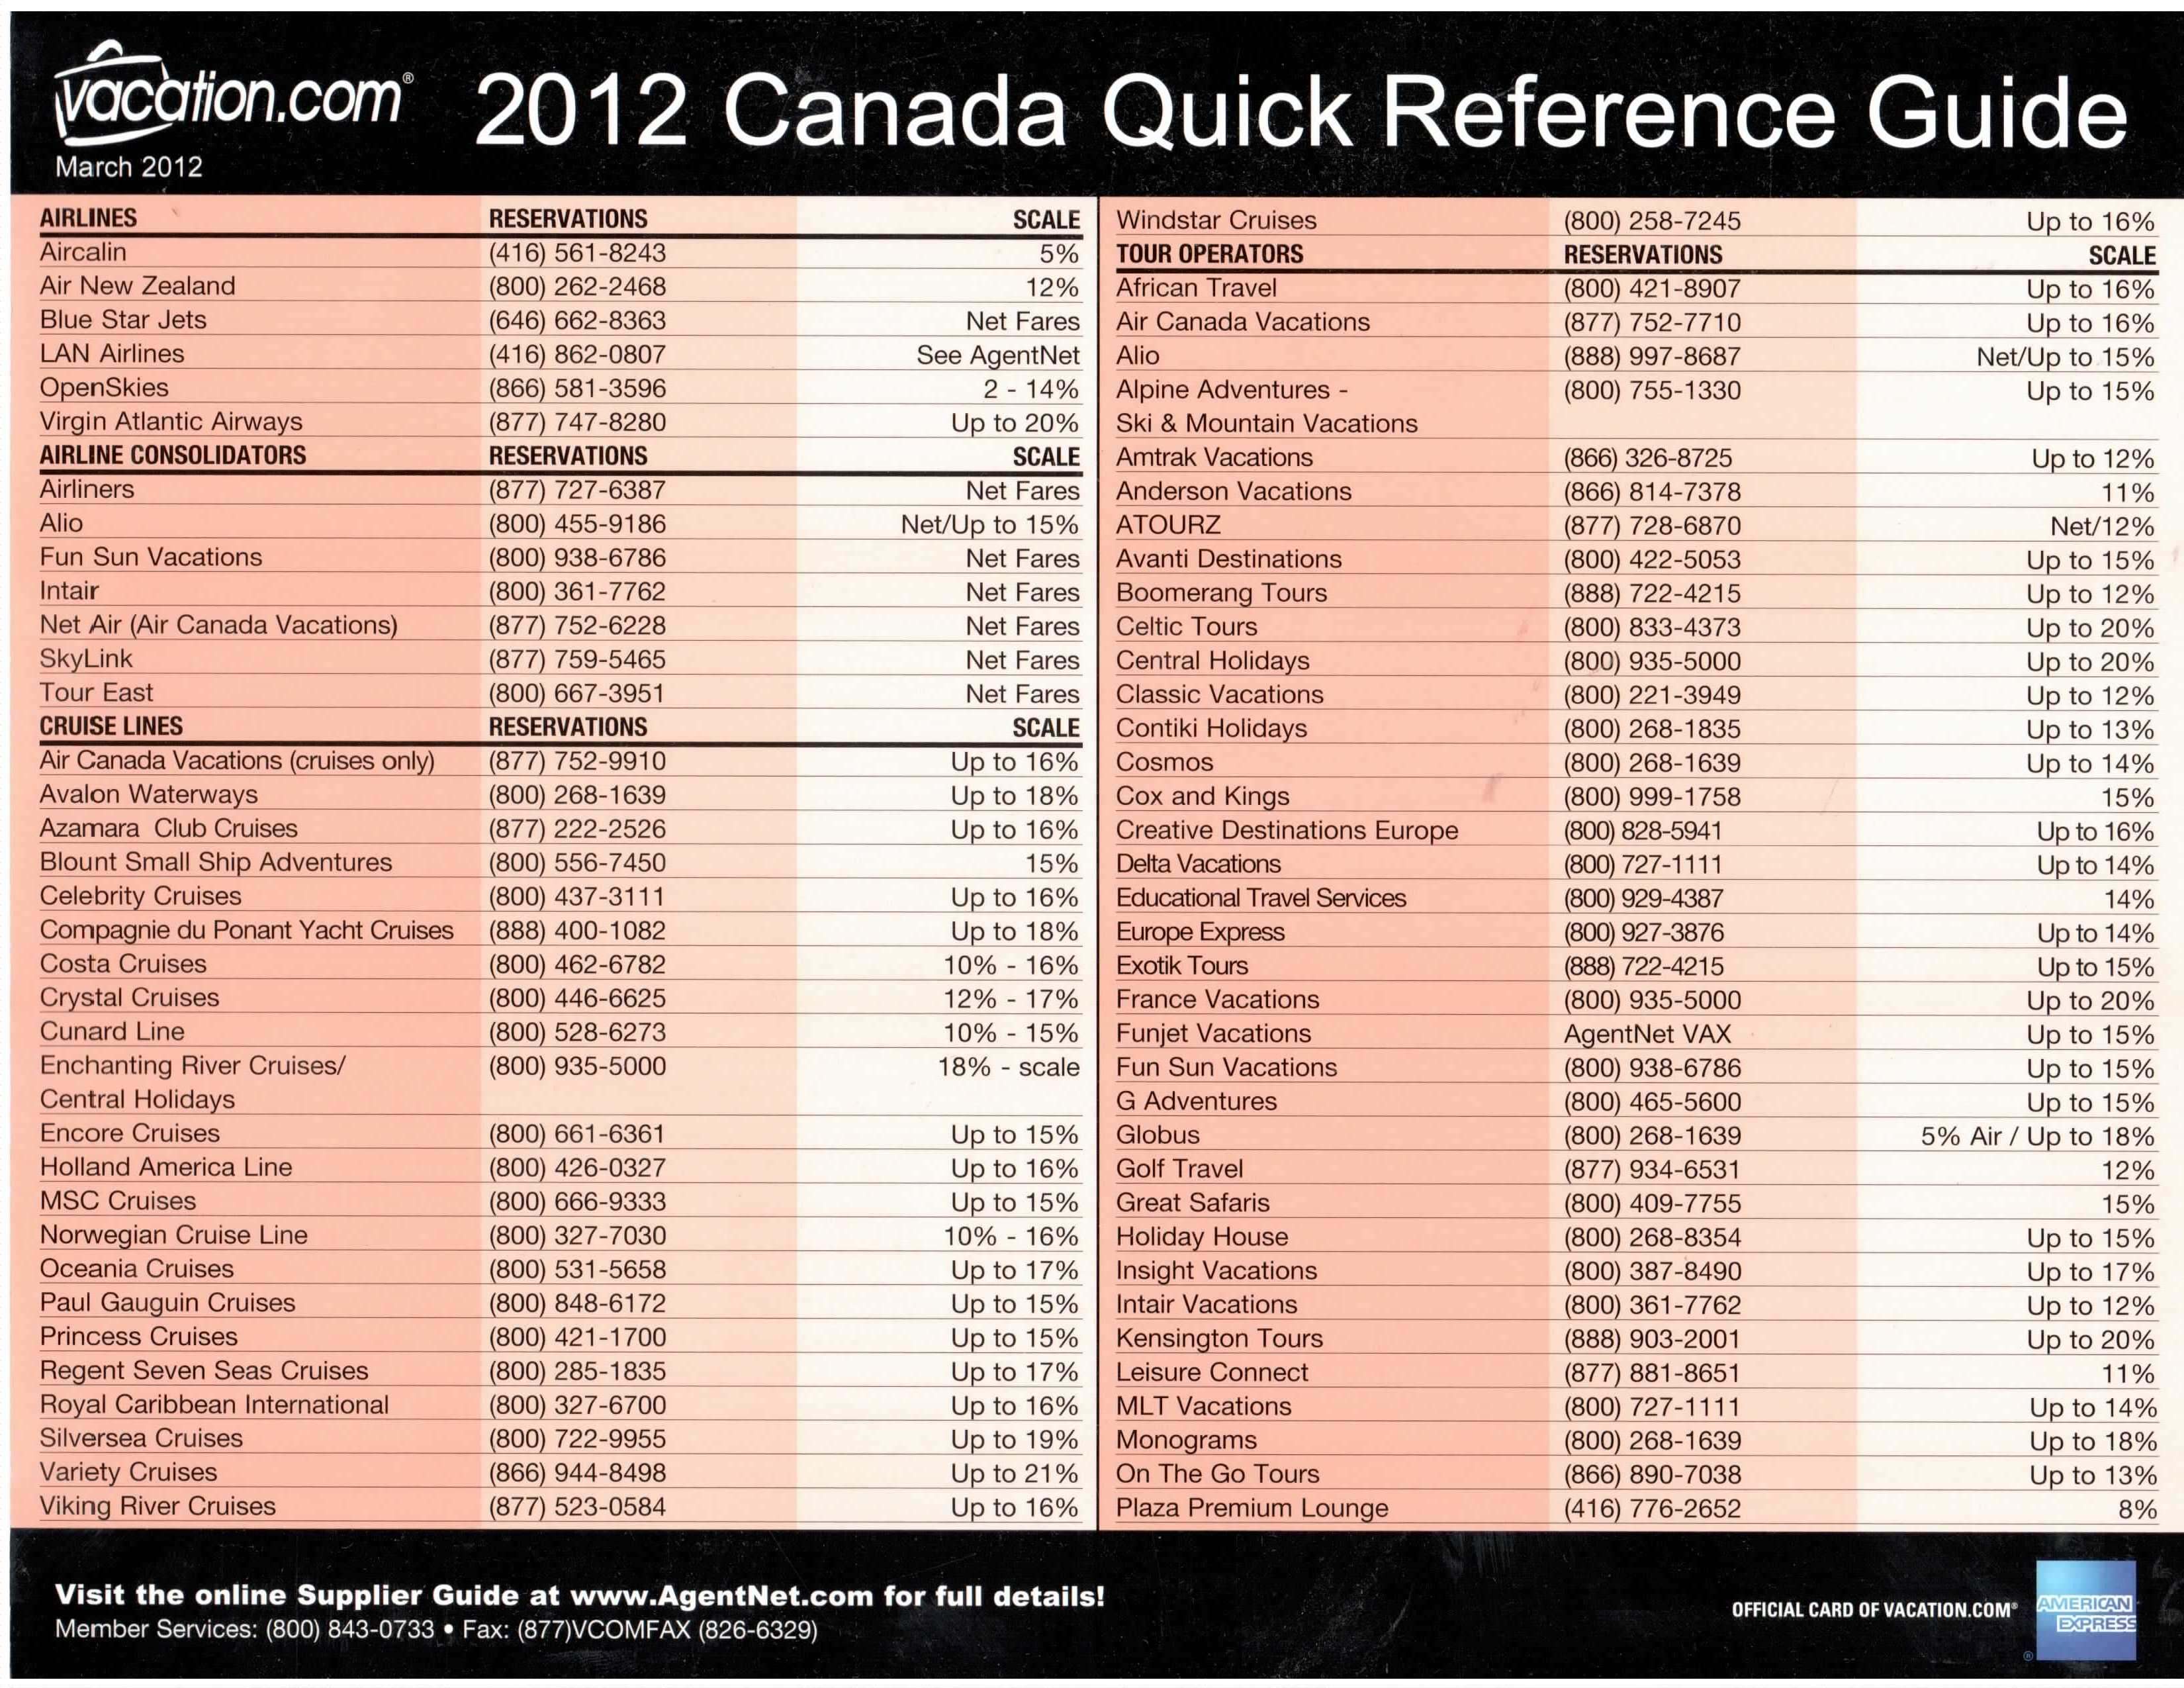 vacation.com®
2012 Canada Quick Reference Guide
March 2012
AIRLINES RESERVATIONS SCALE
Aircalin (416) 561-8243 5%
Air New Zealand (800) 262-2468 12%
Blue Star Jets (646) 662-8363 Net Fares
LAN Airlines (416) 862-0807 See AgentNet
OpenSkies (866) 581-3596 2 - 14%
Virgin Atlantic Airways (877) 747-8280 Up to 20%
AIRLINE CONSOLIDATORS RESERVATIONS SCALE
Airliners (877) 727-6387 Net Fares
Alio (800) 455-9186 Net/Up to 15%
Fun Sun Vacations (800) 938-6786 Net Fares
Intair (800) 361-7762 Net Fares
Net Air (Air Canada Vacations) (877) 752-6228 Net Fares
SkyLink (877) 759-5465 Net Fares
Tour East (800) 667-3951 Net Fares
CRUISE LINES RESERVATIONS SCALE
Air Canada Vacations (cruises only) (877) 752-9910 Up to 16%
Avalon Waterways (800) 268-1639 Up to 18%
Azamara Club Cruises (877) 222-2526 Up to 16%
Blount Small Ship Adventures (800) 556-7450 15%
Celebrity Cruises (800) 437-3111 Up to 16%
Compagnie du Ponant Yacht Cruises (888) 400-1082 Up to 18%
Costa Cruises (800) 462-6782 10% - 16%
Crystal Cruises (800) 446-6625 12% - 17%
Cunard Line (800) 528-6273 10% - 15%
Enchanting River Cruises/ (800) 935-5000 18% - scale
Central Holidays
Encore Cruises (800) 661-6361 Up to 15%
Holland America Line (800) 426-0327 Up to 16%
MSC Cruises (800) 666-9333 Up to 15%
Norwegian Cruise Line (800) 327-7030 10% - 16%
Oceania Cruises (800) 531-5658 Up to 17%
Paul Gauguin Cruises (800) 848-6172 Up to 15%
Princess Cruises (800) 421-1700 Up to 15%
Regent Seven Seas Cruises (800) 285-1835 Up to 17%
Royal Caribbean International (800) 327-6700 Up to 16%
Silversea Cruises (800) 722-9955 Up to 19%
Variety Cruises (866) 944-8498 Up to 21%
Viking River Cruises (877) 523-0584 Up to 16%
Windstar Cruises (800) 258-7245 Up to 16%
TOUR OPERATORS RESERVATIONS SCALE
African Travel (800) 421-8907 Up to 16%
Air Canada Vacations (877) 752-7710 Up to 16%
Alio (888) 997-8687 Net/Up to 15%
Alpine Adventures - (800) 755-1330 Up to 15%
Ski & Mountain Vacations
Amtrak Vacations (866) 326-8725 Up to 12%
Anderson Vacations (866) 814-7378 11%
ATOURZ (877) 728-6870 Net/12%
Avanti Destinations (800) 422-5053 Up to 15%
Boomerang Tours (888) 722-4215 Up to 12%
Celtic Tours (800) 833-4373 Up to 20%
Central Holidays (800) 935-5000 Up to 20%
Classic Vacations (800) 221-3949 Up to 12%
Contiki Holidays (800) 268-1835 Up to 13%
Cosmos (800) 268-1639 Up to 14%
Cox and Kings (800) 999-1758 15%
Creative Destinations Europe (800) 828-5941 Up to 16%
Delta Vacations (800) 727-1111 Up to 14%
Educational Travel Services (800) 929-4387 14%
Europe Express (800) 927-3876 Up to 14%
Exotik Tours (888) 722-4215 Up to 15%
France Vacations (800) 935-5000 Up to 20%
Funjet Vacations AgentNet VAX Up to 15%
Fun Sun Vacations (800) 938-6786 Up to 15%
G Adventures (800) 465-5600 Up to 15%
Globus (800) 268-1639 5% Air / Up to 18%
Golf Travel (877) 934-6531 12%
Great Safaris (800) 409-7755 15%
Holiday House (800) 268-8354 Up to 15%
Insight Vacations (800) 387-8490 Up to 17%
Intair Vacations (800) 361-7762 Up to 12%
Kensington Tours (888) 903-2001 Up to 20%
Leisure Connect (877) 881-8651 11%
MLT Vacations (800) 727-1111 Up to 14%
Monograms (800) 268-1639 Up to 18%
On The Go Tours (866) 890-7038 Up to 13%
Plaza Premium Lounge (416) 776-2652 8%
Visit the online Supplier Guide at www.AgentNet.com for full details!
Member Services: (800) 843-0733 • Fax: (877)VCOMFAX (826-6329)
OFFICIAL CARD OF VACATION.COM®
AMERICAN
EXPRESS
®